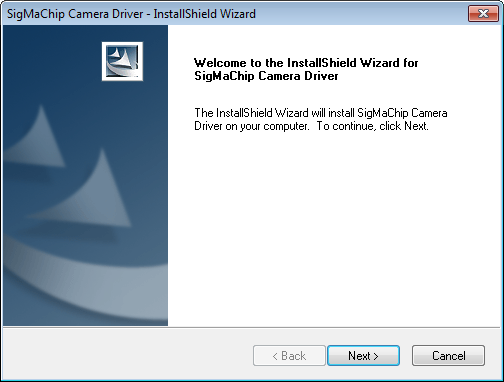 SigMaChip Camera Driver - InstallShield Wizard
Welcome to the InstallShield Wizard for
SigMaChip Camera Driver
The InstallShield Wizard will install SigMaChip Camera
Driver on your computer.  To continue, click Next.
< Back
Next >
Cancel